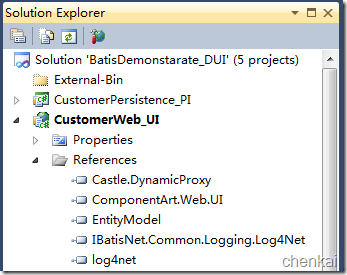 Solution Explorer
Solution 'BatisDemonstarate_DUI' (5 projects)
External-Bin
CustomerPersistence_PI
CustomerWeb_UI
Properties
References
Castle.DynamicProxy
ComponentArt.Web.UI
EntityModel
IBatisNet.Common.Logging.Log4Net
log4net
chenkai